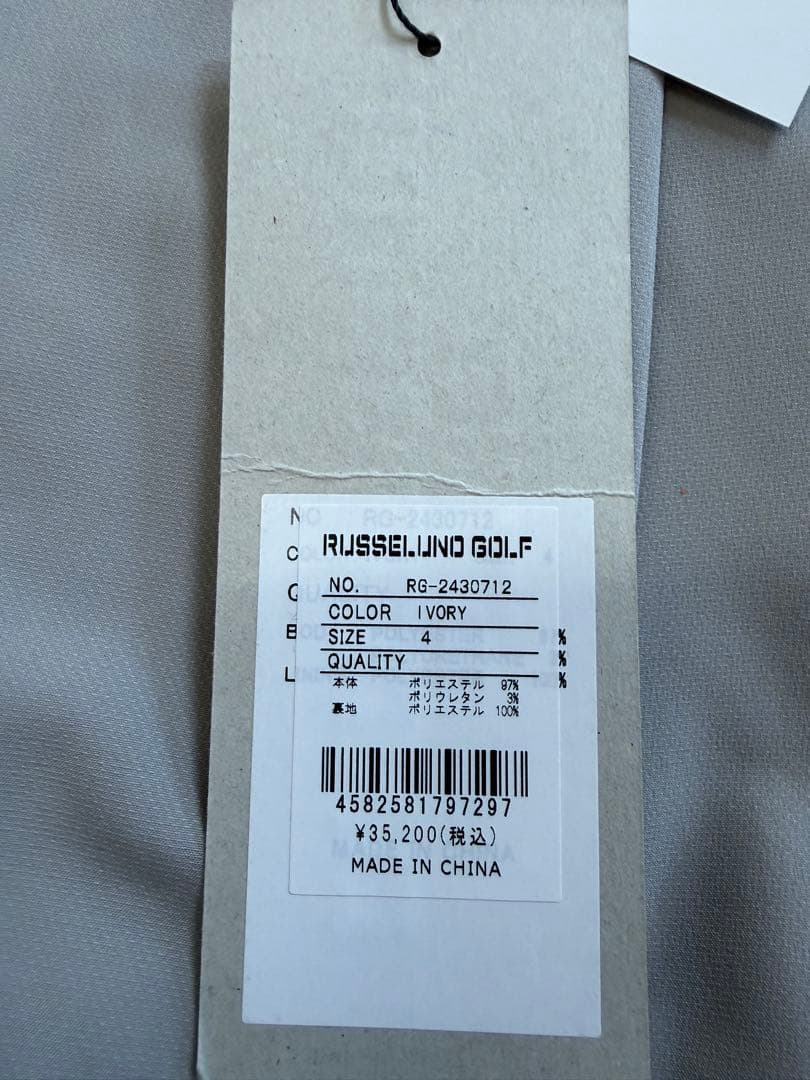 RUSSELUNO GOLF
NO. RG-2430712
COLOR IVORY
SIZE 4
QUALITY
本体 ポリエステル 97%
ポリウレタン 3%
裏地 ポリエステル 100%
4582581797297
¥35,200(税込)
MADE IN CHINA